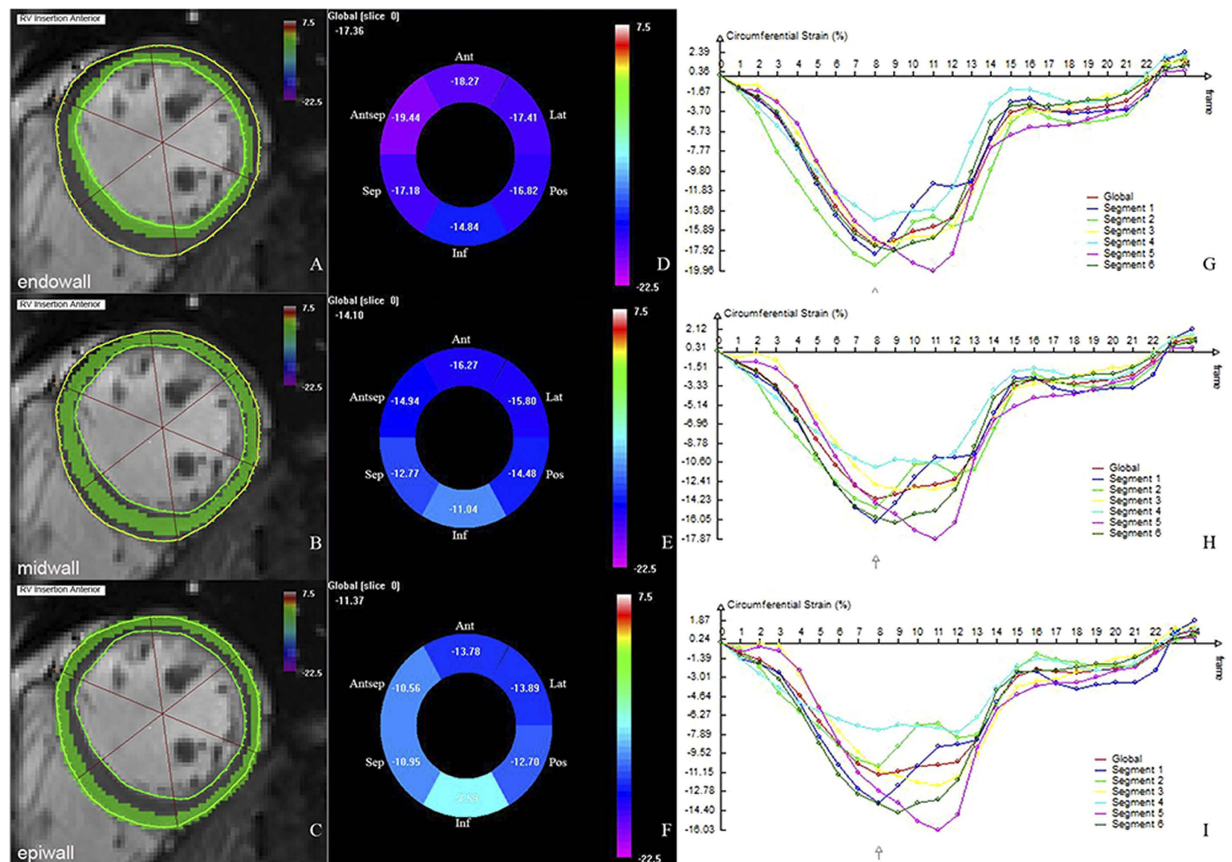 RV Insertion Anterior
7.5
-22.5
A
endowall
Global (slice 0)
-17.36
Ant
-18.27
Antsep
-19.44
Lat
-17.41
Sep
-17.18
Pos
-16.82
-14.84
Inf
7.5
-22.5
D
Circumferential Strain (%)
2.39
0.36
-1.67
-3.70
-5.73
-7.77
-9.80
-11.83
-13.86
-15.89
-17.92
-19.96
0 1 2 3 4 5 6 7 8 9 10 11 12 13 14 15 16 17 18 19 20 21 22 23 24
frame
Global
Segment 1
Segment 2
Segment 3
Segment 4
Segment 5
Segment 6
G
RV Insertion Anterior
7.5
-22.5
B
midwall
Global (slice 0)
-14.10
Ant
-16.27
Antsep
-14.94
Lat
-15.80
Sep
-12.77
Pos
-14.48
-11.04
Inf
7.5
-22.5
E
Circumferential Strain (%)
2.12
0.31
-1.51
-3.33
-5.14
-6.96
-8.78
-10.60
-12.41
-14.23
-16.05
-17.87
0 1 2 3 4 5 6 7 8 9 10 11 12 13 14 15 16 17 18 19 20 21 22 23 24
frame
Global
Segment 1
Segment 2
Segment 3
Segment 4
Segment 5
Segment 6
H
RV Insertion Anterior
7.5
-22.5
C
epiwall
Global (slice 0)
-11.37
Ant
-13.78
Antsep
-10.56
Lat
-13.89
Sep
-10.95
Pos
-12.70
Inf
7.5
-22.5
F
Circumferential Strain (%)
1.87
0.24
-1.39
-3.01
-4.64
-6.27
-7.89
-9.52
-11.15
-12.78
-14.40
-16.03
0 1 2 3 4 5 6 7 8 9 10 11 12 13 14 15 16 17 18 19 20 21 22 23 24
frame
Global
Segment 1
Segment 2
Segment 3
Segment 4
Segment 5
Segment 6
I